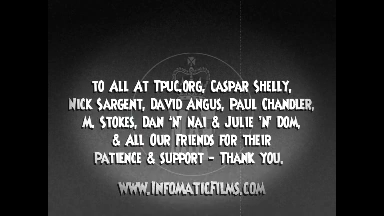 To All At Tpuc.org, Caspar Shelly,
Nick Sargent, David Angus, Paul Chandler,
M. Stokes, Dan 'N' Nai & Julie 'N' Dom,
& All Our Friends for their
Patience & Support - Thank you.
www.InfomaticFilms.com